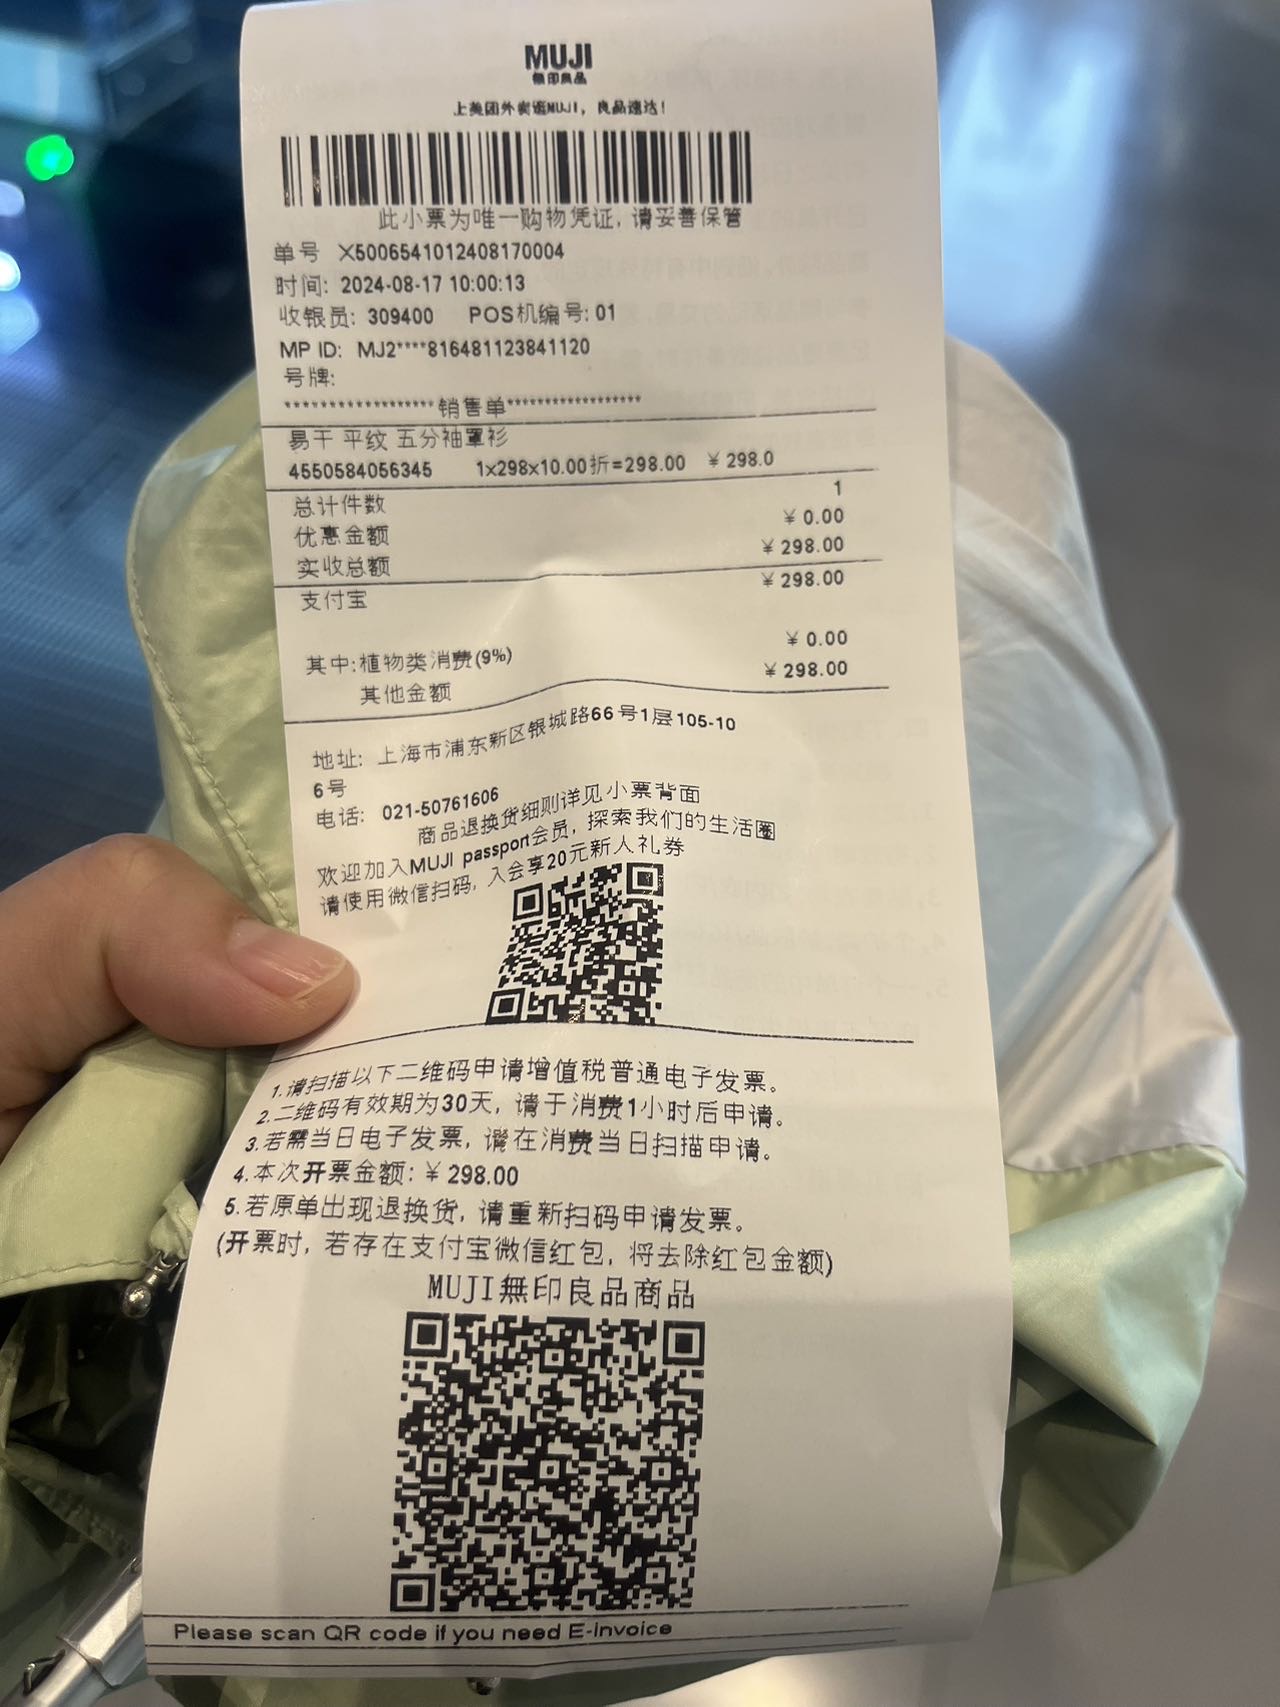 MUJI
無印良品
上美团外卖逛MUJI，良品速达！
此小票为唯一购物凭证，请妥善保管
单号 X5006541012408170004
时间: 2024-08-17 10:00:13
收银员: 309400 POS机编号: 01
MP ID: MJ2****816481123841120
号牌:
******************销售单******************
易干 平纹 五分袖罩衫
4550584056345 1x298x10.00折=298.00 ￥298.0
总计件数 1
优惠金额 ￥0.00
实收总额 ￥298.00
支付宝 ￥298.00
其中:植物类消费(9%) ￥0.00
其他金额 ￥298.00
地址: 上海市浦东新区银城路66号1层105-10
6号
电话: 021-50761606
商品退换货细则详见小票背面
欢迎加入MUJI passport会员，探索我们的生活圈
请使用微信扫码，入会享20元新人礼券
1.请扫描以下二维码申请增值税普通电子发票。
2.二维码有效期为30天，请于消费1小时后申请。
3.若需当日电子发票，请在消费当日扫描申请。
4.本次开票金额: ￥298.00
5.若原单出现退换货，请重新扫码申请发票。
(开票时，若存在支付宝微信红包，将去除红包金额)
MUJI無印良品商品
Please scan QR code if you need E-invoice